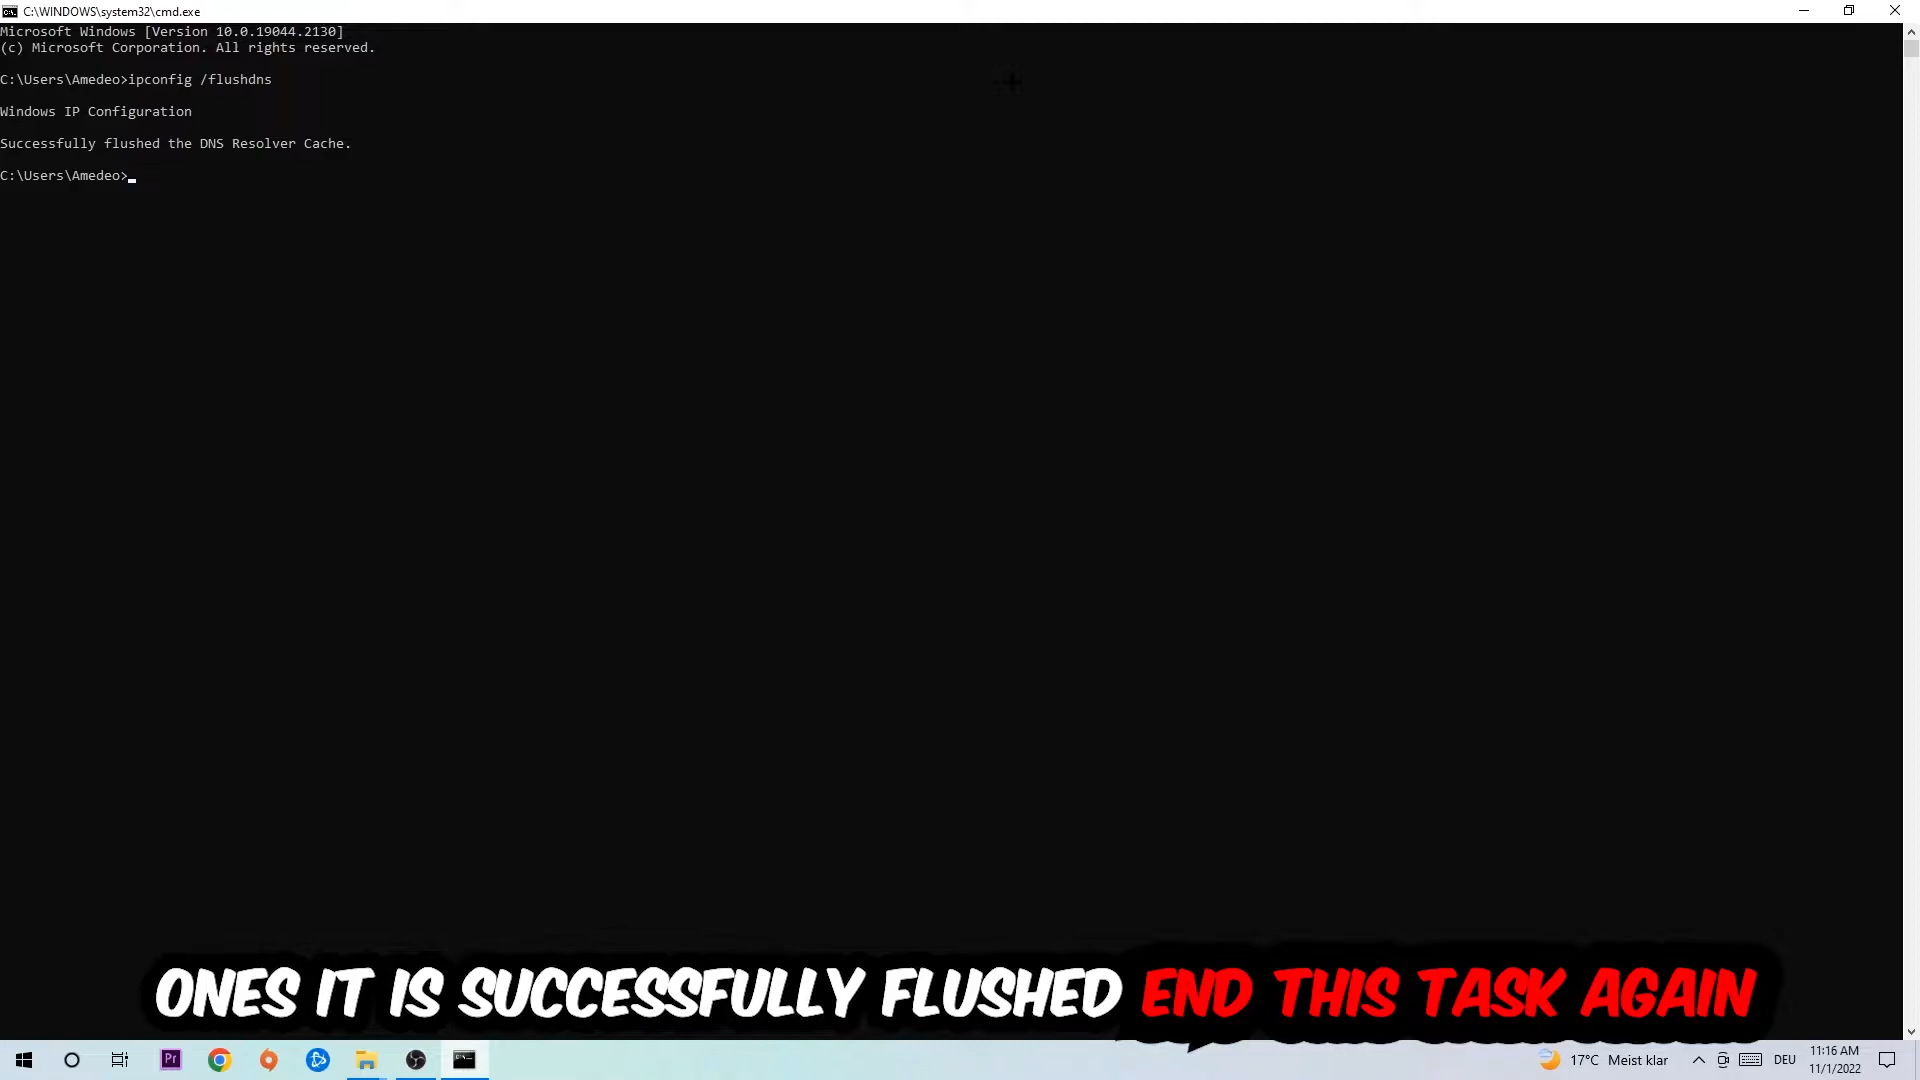 C:\WINDOWS\system32\cmd.exe
Microsoft Windows [Version 10.0.19044.2130]
(c) Microsoft Corporation. All rights reserved.
C:\Users\Amedeo>ipconfig /flushdns
Windows IP Configuration
Successfully flushed the DNS Resolver Cache.
C:\Users\Amedeo>
ONES IT IS SUCCESSFULLY FLUSHED END THIS TASK AGAIN
Pr
17°C Meist klar
DEU
11:16 AM
11/1/2022